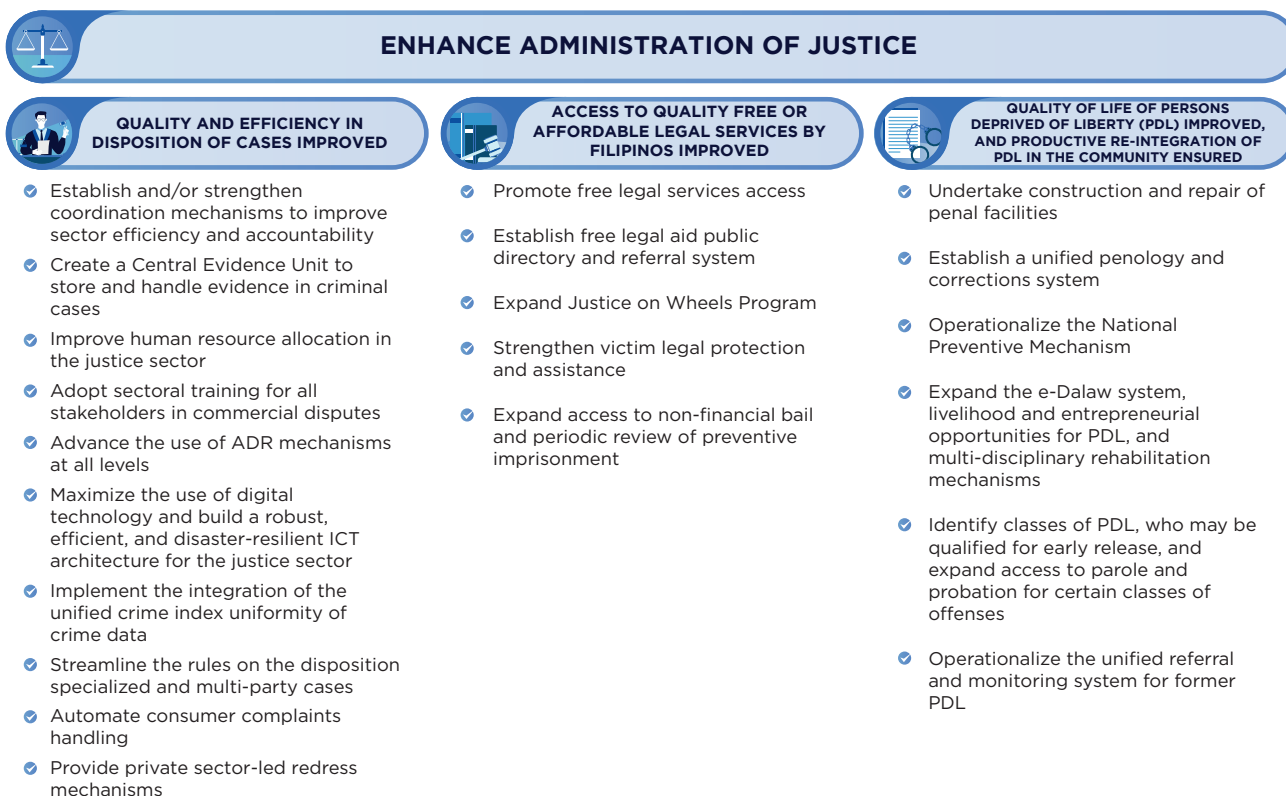 ENHANCE ADMINISTRATION OF JUSTICE
QUALITY AND EFFICIENCY IN
DISPOSITION OF CASES IMPROVED
Establish and/or strengthen
coordination mechanisms to improve
sector efficiency and accountability
Create a Central Evidence Unit to
store and handle evidence in criminal
cases
Improve human resource allocation in
the justice sector
Adopt sectoral training for all
stakeholders in commercial disputes
Advance the use of ADR mechanisms
at all levels
Maximize the use of digital
technology and build a robust,
efficient, and disaster-resilient ICT
architecture for the justice sector
Implement the integration of the
unified crime index uniformity of
crime data
Streamline the rules on the disposition
specialized and multi-party cases
Automate consumer complaints
handling
Provide private sector-led redress
mechanisms
ACCESS TO QUALITY FREE OR
AFFORDABLE LEGAL SERVICES BY
FILIPINOS IMPROVED
Promote free legal services access
Establish free legal aid public
directory and referral system
Expand Justice on Wheels Program
Strengthen victim legal protection
and assistance
Expand access to non-financial bail
and periodic review of preventive
imprisonment
QUALITY OF LIFE OF PERSONS
DEPRIVED OF LIBERTY (PDL) IMPROVED,
AND PRODUCTIVE RE-INTEGRATION OF
PDL IN THE COMMUNITY ENSURED
Undertake construction and repair of
penal facilities
Establish a unified penology and
corrections system
Operationalize the National
Preventive Mechanism
Expand the e-Dalaw system,
livelihood and entrepreneurial
opportunities for PDL, and
multi-disciplinary rehabilitation
mechanisms
Identify classes of PDL, who may be
qualified for early release, and
expand access to parole and
probation for certain classes of
offenses
Operationalize the unified referral
and monitoring system for former
PDL